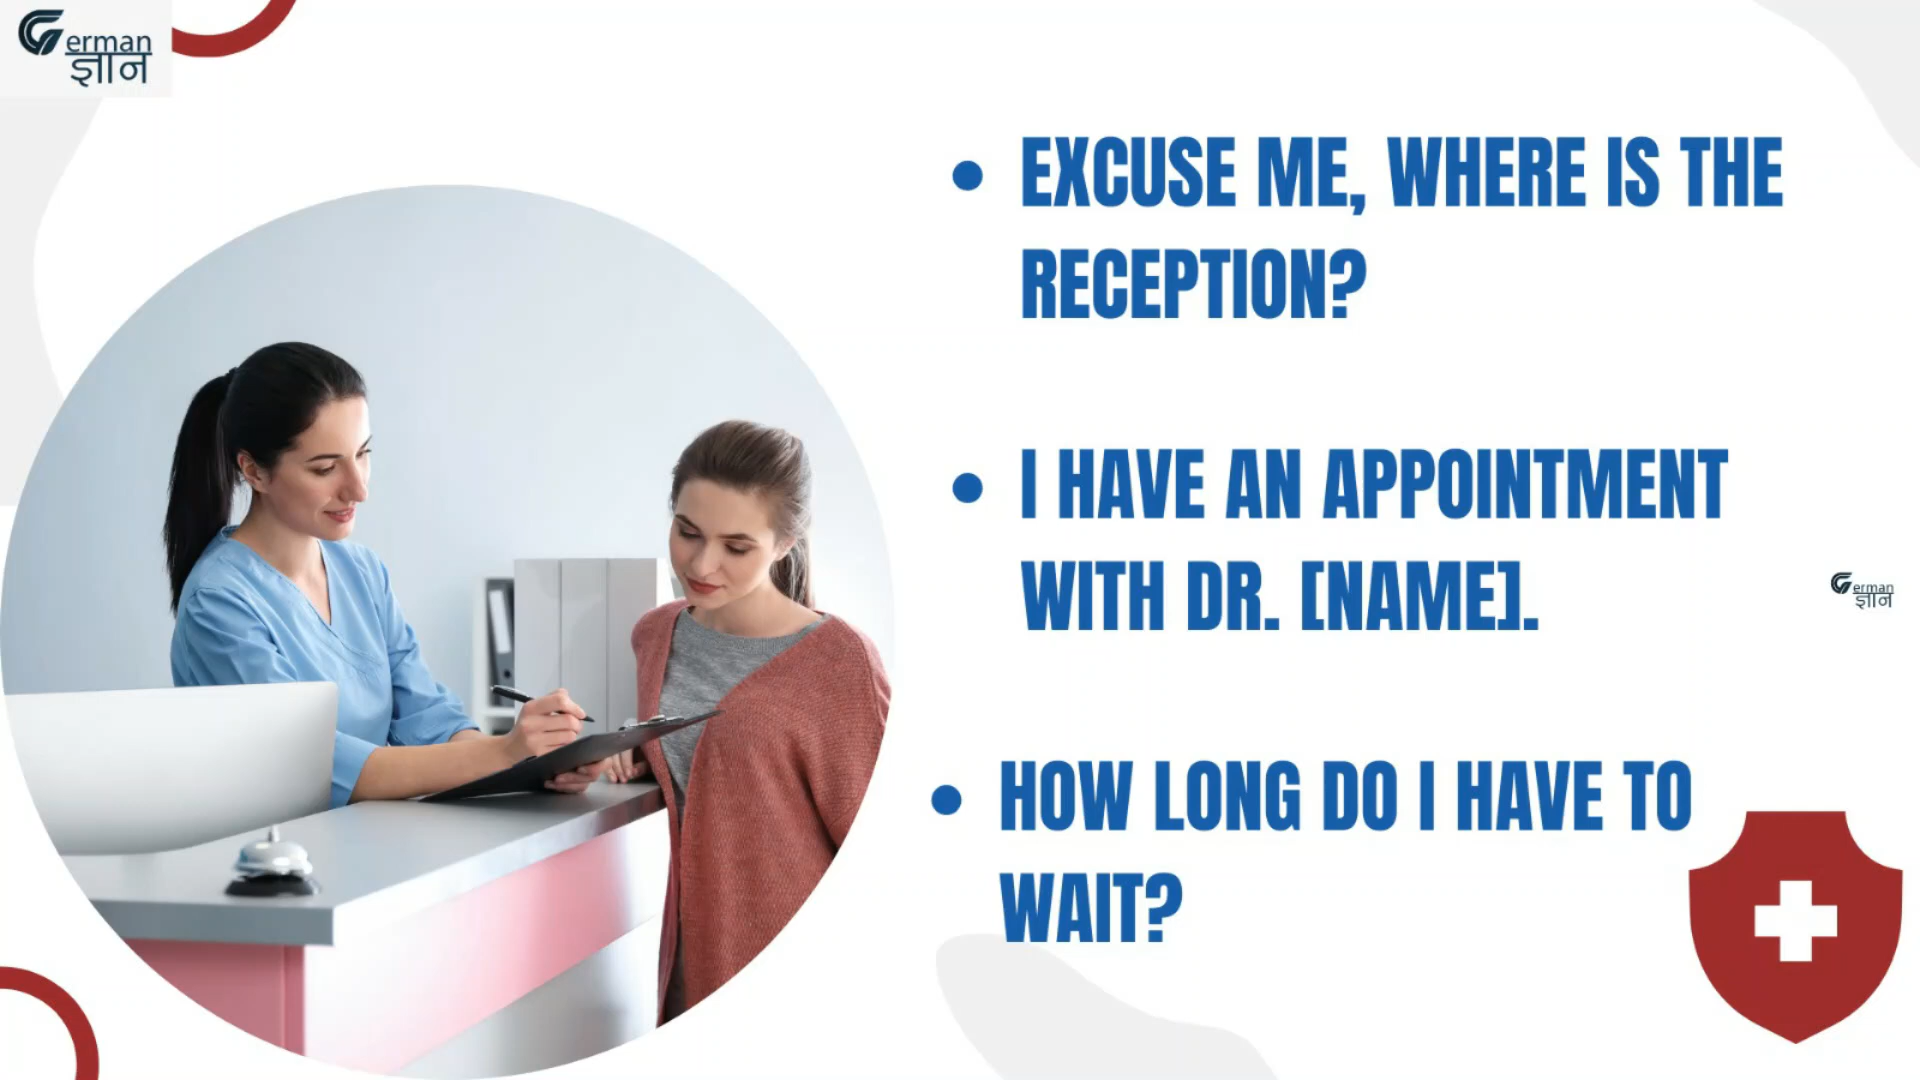 German
ज्ञान
• EXCUSE ME, WHERE IS THE
RECEPTION?
• I HAVE AN APPOINTMENT
WITH DR. [NAME].
• HOW LONG DO I HAVE TO
WAIT?
German
ज्ञान